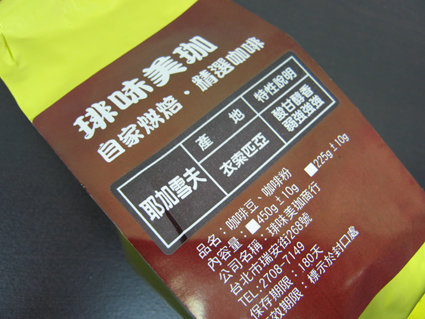 琲味美珈
自家烘焙．精選咖啡
耶加雪夫
產地
衣索匹亞
特性說明
酸甘醇香
弱強強強
品名：咖啡豆、咖啡粉
內容量：■450g±10g ■225g±10g
公司名稱：琲味美珈商行
台北市瑞安街268號
TEL:2708-7149
保存期限：180天
有效期限：標示於封口處